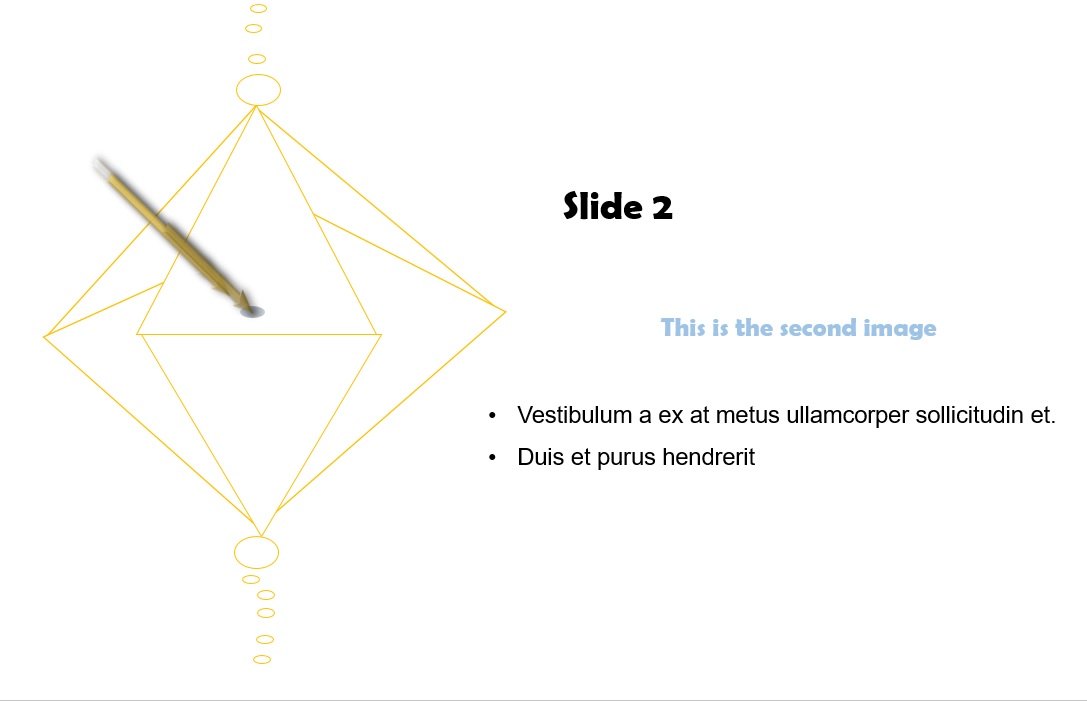 Slide 2
This is the second image
• Vestibulum a ex at metus ullamcorper sollicitudin et.
• Duis et purus hendrerit